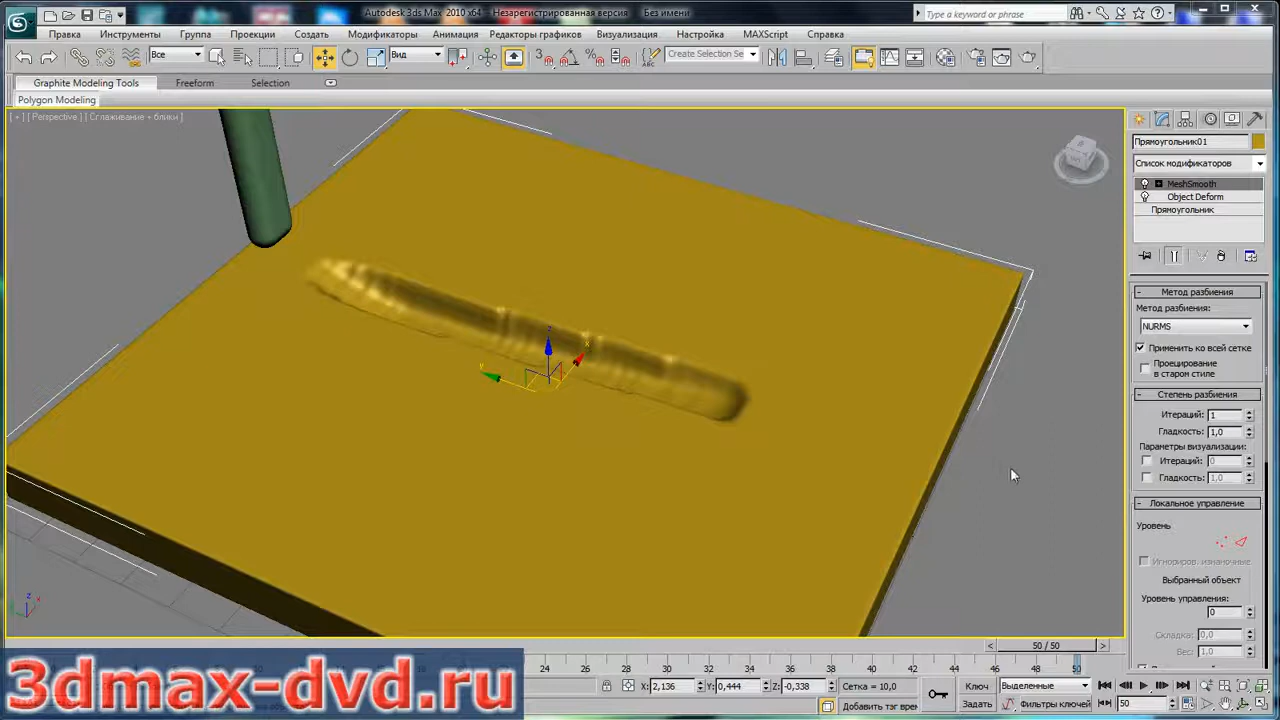 Autodesk 3ds Max 2010 x64 - Незарегистрированная версия - Без имени
Type a keyword or phrase
Правка Инструменты Группа Проекции Создать Модификаторы Анимация Редакторы графиков Визуализация Настройка MAXScript Справка
Все Вид 3 Create Selection Se
Graphite Modeling Tools Freeform Selection
Polygon Modeling
[ + ] [ Perspective ] [ Сглаживание + блики ]
Прямоугольник01
Список модификаторов
MeshSmooth
Object Deform
Прямоугольник
- Метод разбиения
Метод разбиения:
NURMS
Применить ко всей сетке
Проецирование
в старом стиле
- Степень разбиения
Итераций: 1
Гладкость: 1,0
Параметры визуализации:
Итераций: 0
Гладкость: 1,0
- Локальное управление
Уровень
Игнориров. изнаночные
Выбранный объект
Уровень управления:
0
Складка: 0,0
Вес: 1,0
z
x
y
z
x
< 50 / 50 >
24 26 28 30 32 34 36 38 40 42 44 46 48 50
X: 2,136 Y: 0,444 Z: -0,338 Сетка = 10,0 Ключ Выделенные
Добавить тэг врем Задать Фильтры ключей 50
3dmax-dvd.ru